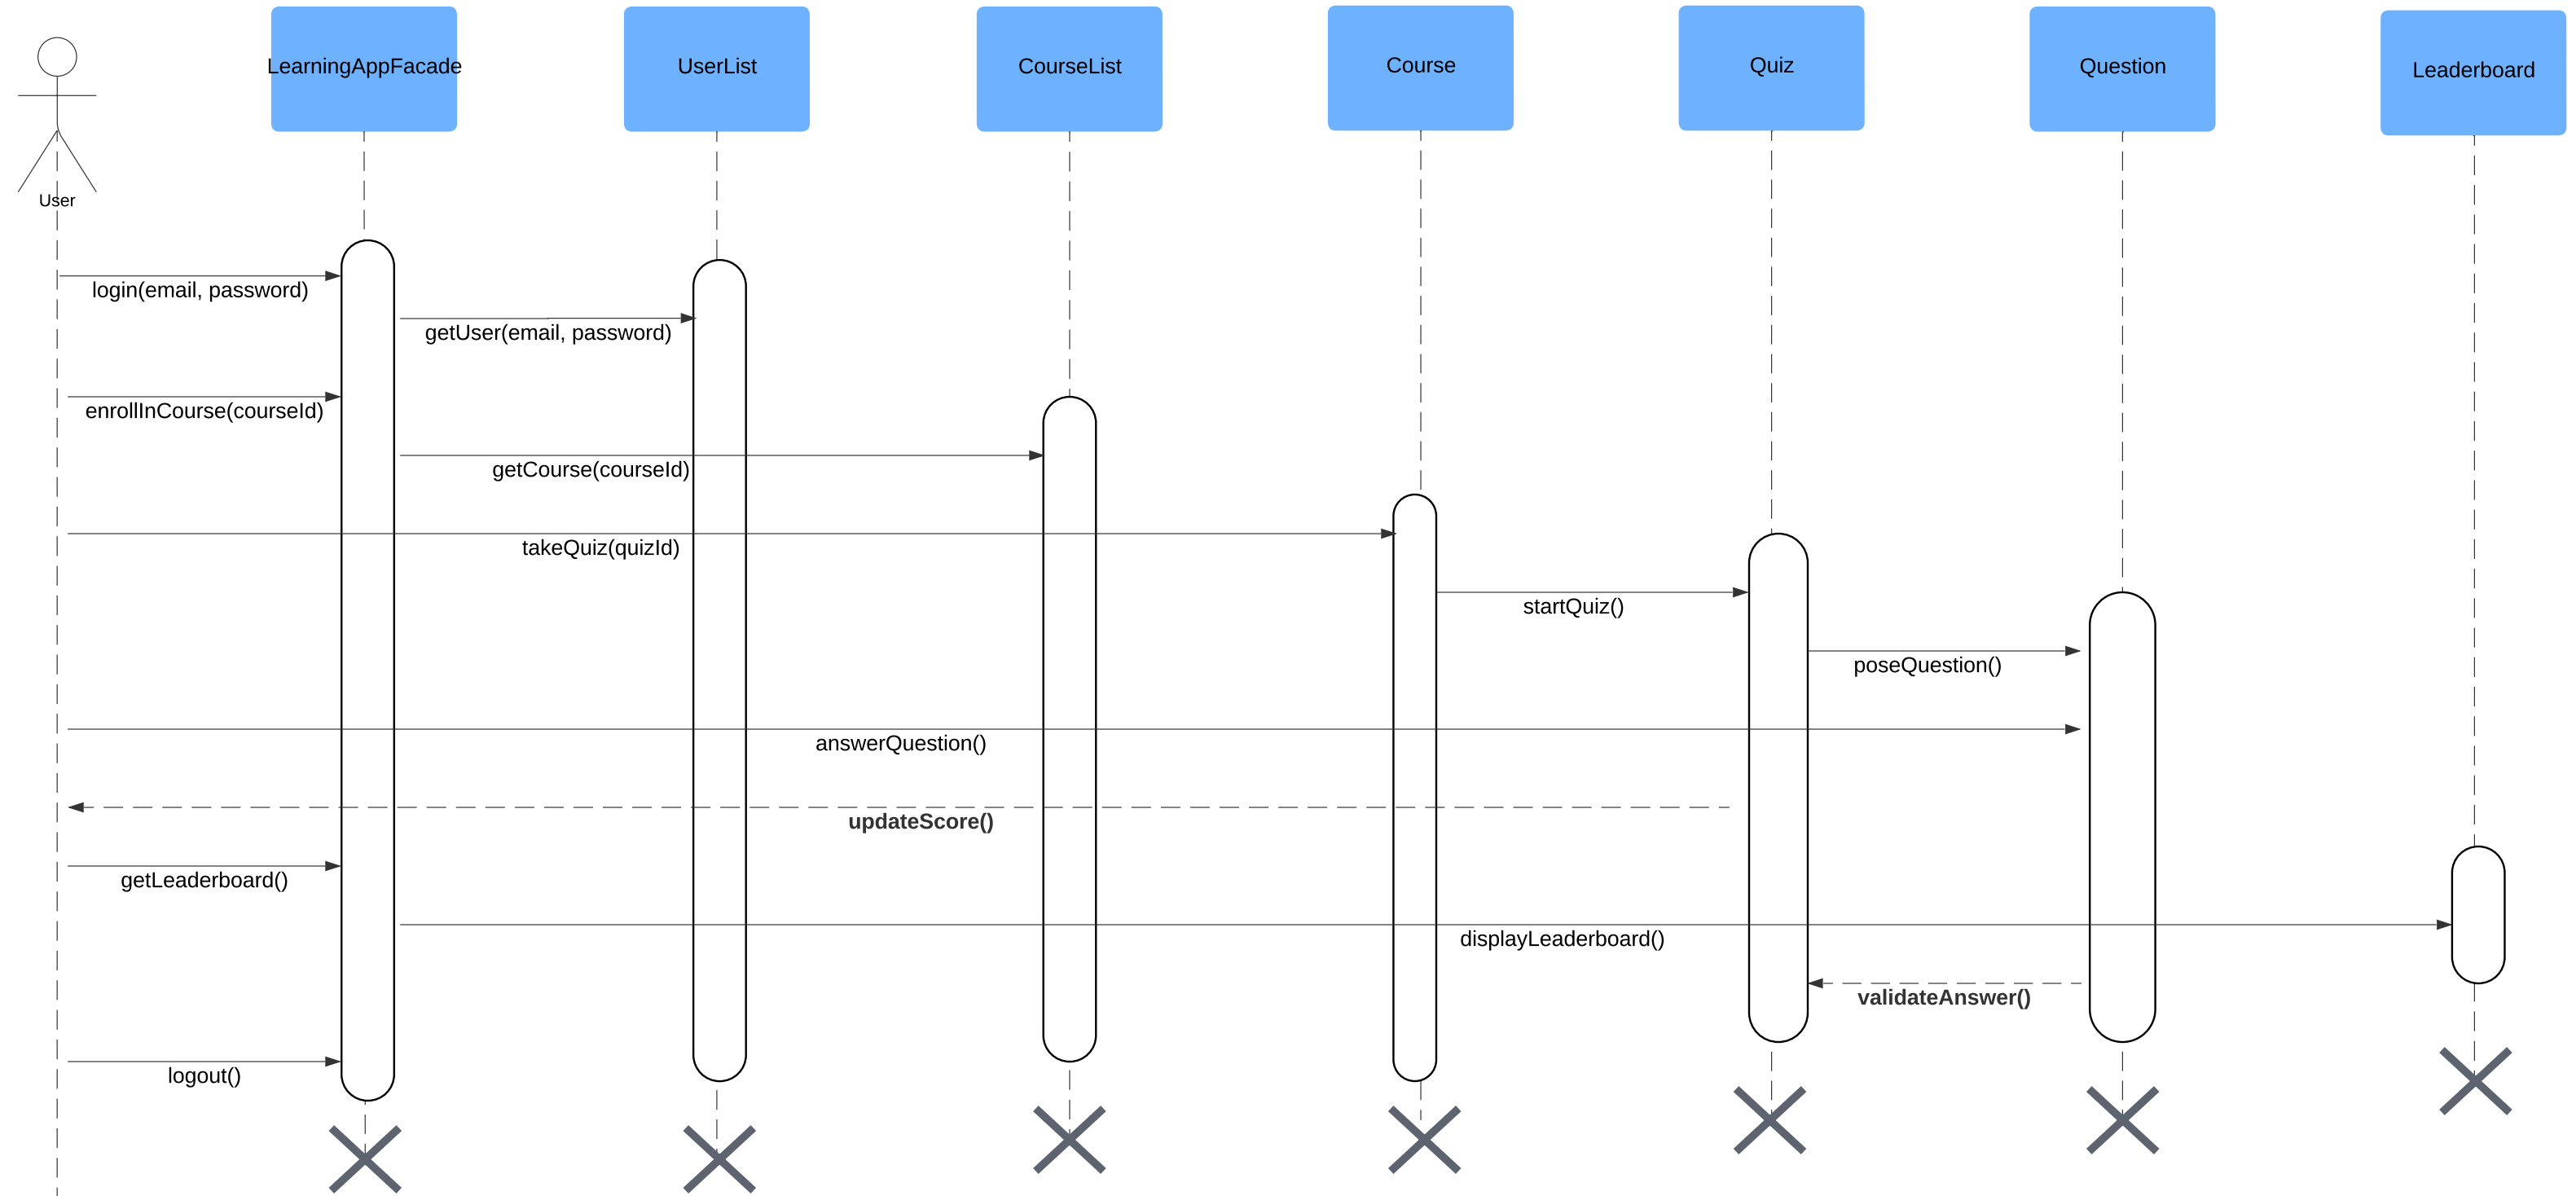 LearningAppFacade
UserList
CourseList
Course
Quiz
Question
Leaderboard
User
login(email, password)
getUser(email, password)
enrollInCourse(courseId)
getCourse(courseId)
takeQuiz(quizId)
startQuiz()
poseQuestion()
answerQuestion()
updateScore()
getLeaderboard()
displayLeaderboard()
validateAnswer()
logout()